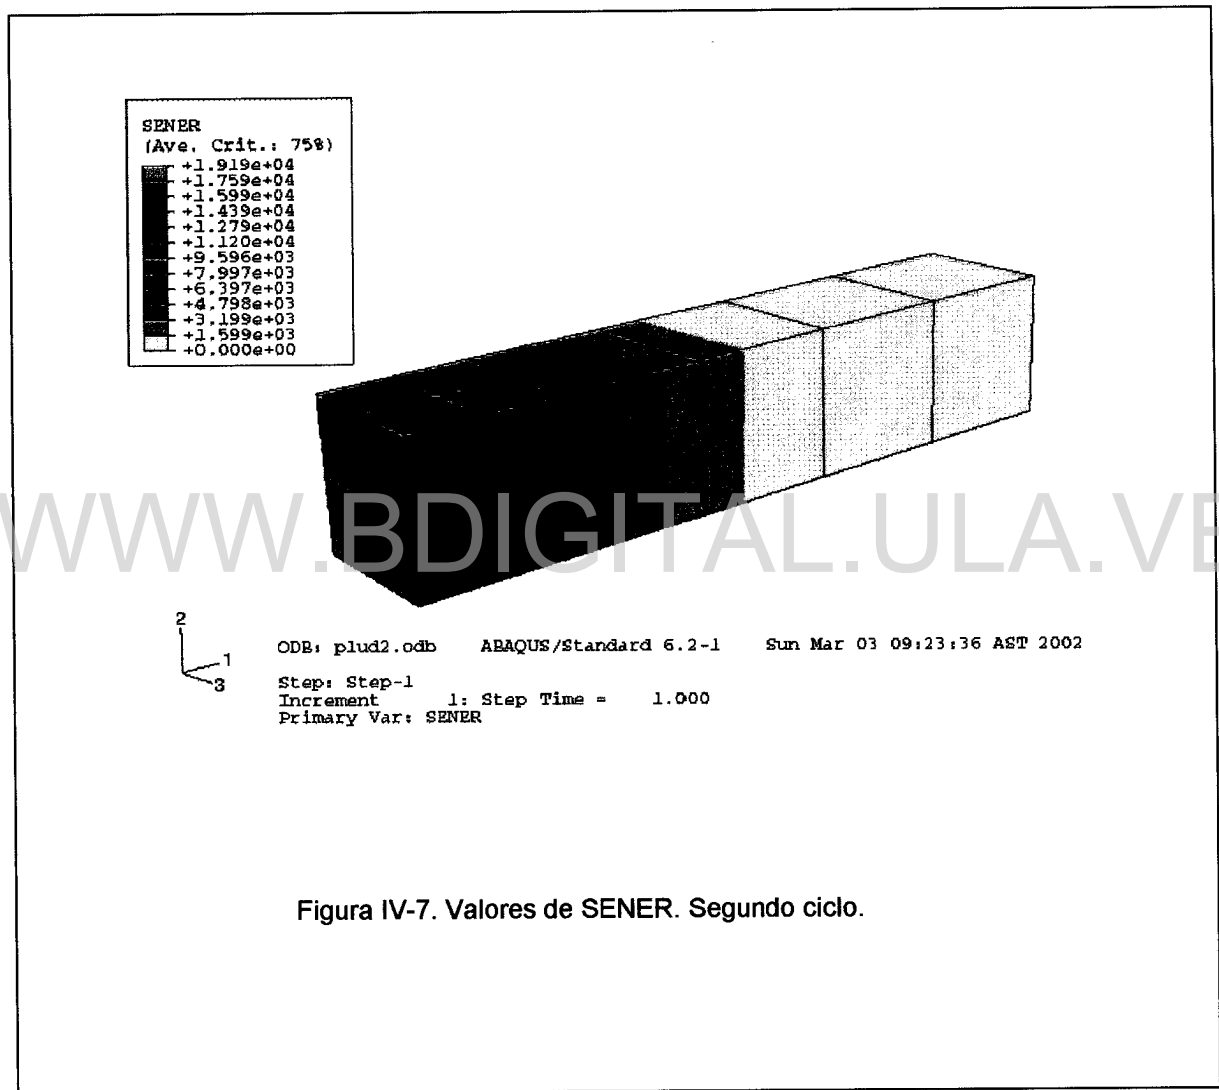 SENER
(Ave. Crit.: 75%)
+1.919e+04
+1.759e+04
+1.599e+04
+1.439e+04
+1.279e+04
+1.120e+04
+9.596e+03
+7.997e+03
+6.397e+03
+4.798e+03
+3.199e+03
+1.599e+03
+0.000e+00
WWW.BDIGITAL.ULA.VE
2
1
3
ODB: plud2.odb ABAQUS/Standard 6.2-1 Sun Mar 03 09:23:36 AST 2002
Step: Step-1
Increment 1: Step Time = 1.000
Primary Var: SENER
Figura IV-7. Valores de SENER. Segundo ciclo.